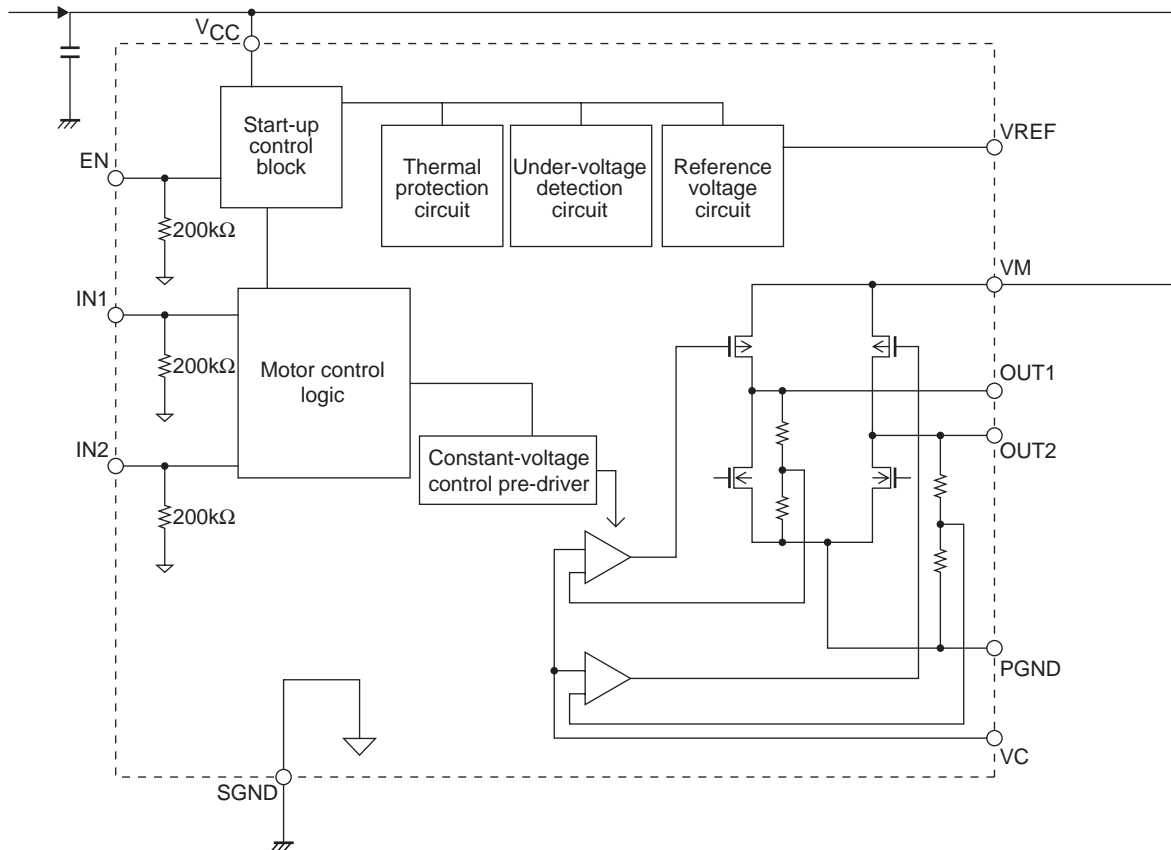 VCC
Start-up
control
block
EN
200kΩ
Thermal
protection
circuit
Under-voltage
detection
circuit
Reference
voltage
circuit
VREF
VM
IN1
200kΩ
Motor control
logic
OUT1
OUT2
IN2
200kΩ
Constant-voltage
control pre-driver
PGND
VC
SGND